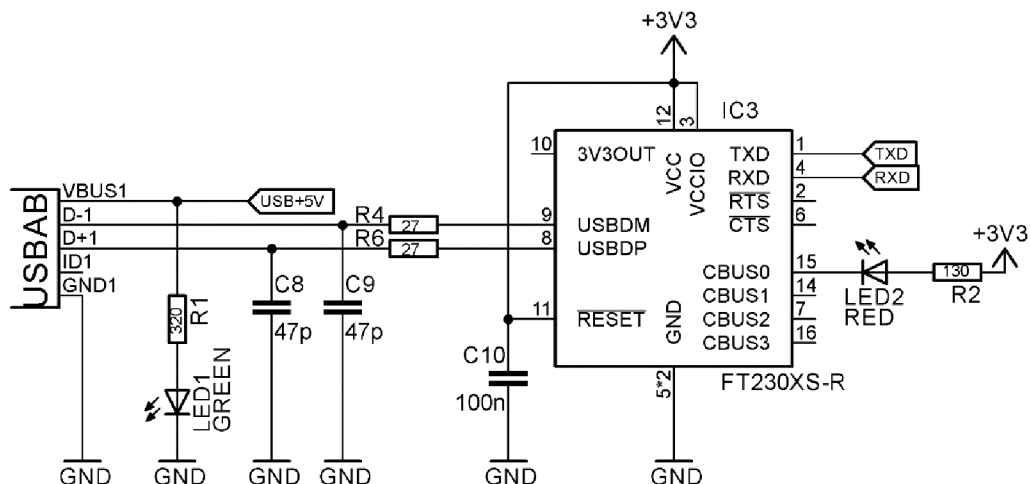 +3V3
IC3
12
3
VCC
VCCIO
10
3V3OUT
TXD
1
TXD
RXD
4
RXD
RTS
2
CTS
6
USBAB
VBUS1
USB+5V
D-1
R4
27
9
USBDM
D+1
R6
27
8
USBDP
ID1
GND1
+3V3
CBUS0
15
LED2
RED
130
R2
CBUS1
14
CBUS2
7
CBUS3
16
320
R1
C8
47p
C9
47p
11
RESET
GND
5*2
FT230XS-R
C10
100n
LED1
GREEN
GND
GND
GND
GND
GND
GND